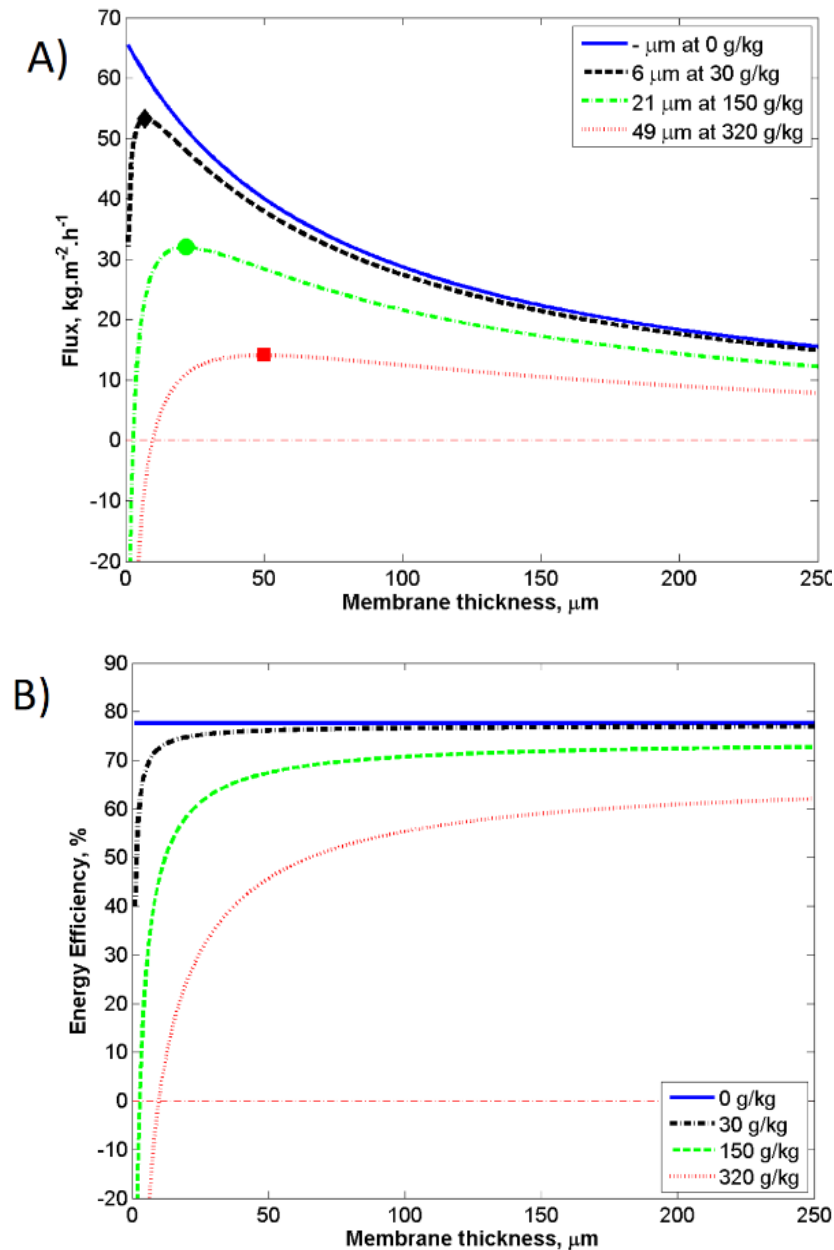 A)
70
60
50
40
30
20
10
0
-10
-20
Flux, kg.m-2.h-1
- μm at 0 g/kg
6 μm at 30 g/kg
21 μm at 150 g/kg
49 μm at 320 g/kg
0 50 100 150 200 250
Membrane thickness, μm
B)
90
80
70
60
50
40
30
20
10
0
-10
-20
Energy Efficiency, %
0 g/kg
30 g/kg
150 g/kg
320 g/kg
0 50 100 150 200 250
Membrane thickness, μm